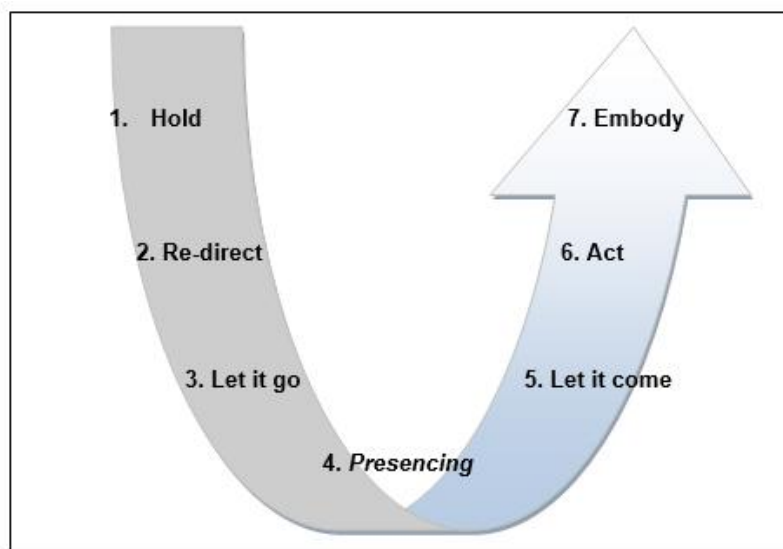 1. Hold
2. Re-direct
3. Let it go
4. Presencing
5. Let it come
6. Act
7. Embody